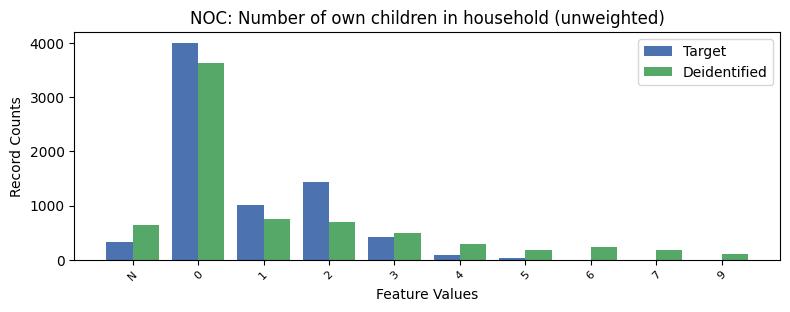 NOC: Number of own children in household (unweighted)
Target
Deidentified
Record Counts
4000
3000
2000
1000
0
N 0 1 2 3 4 5 6 7 9
Feature Values